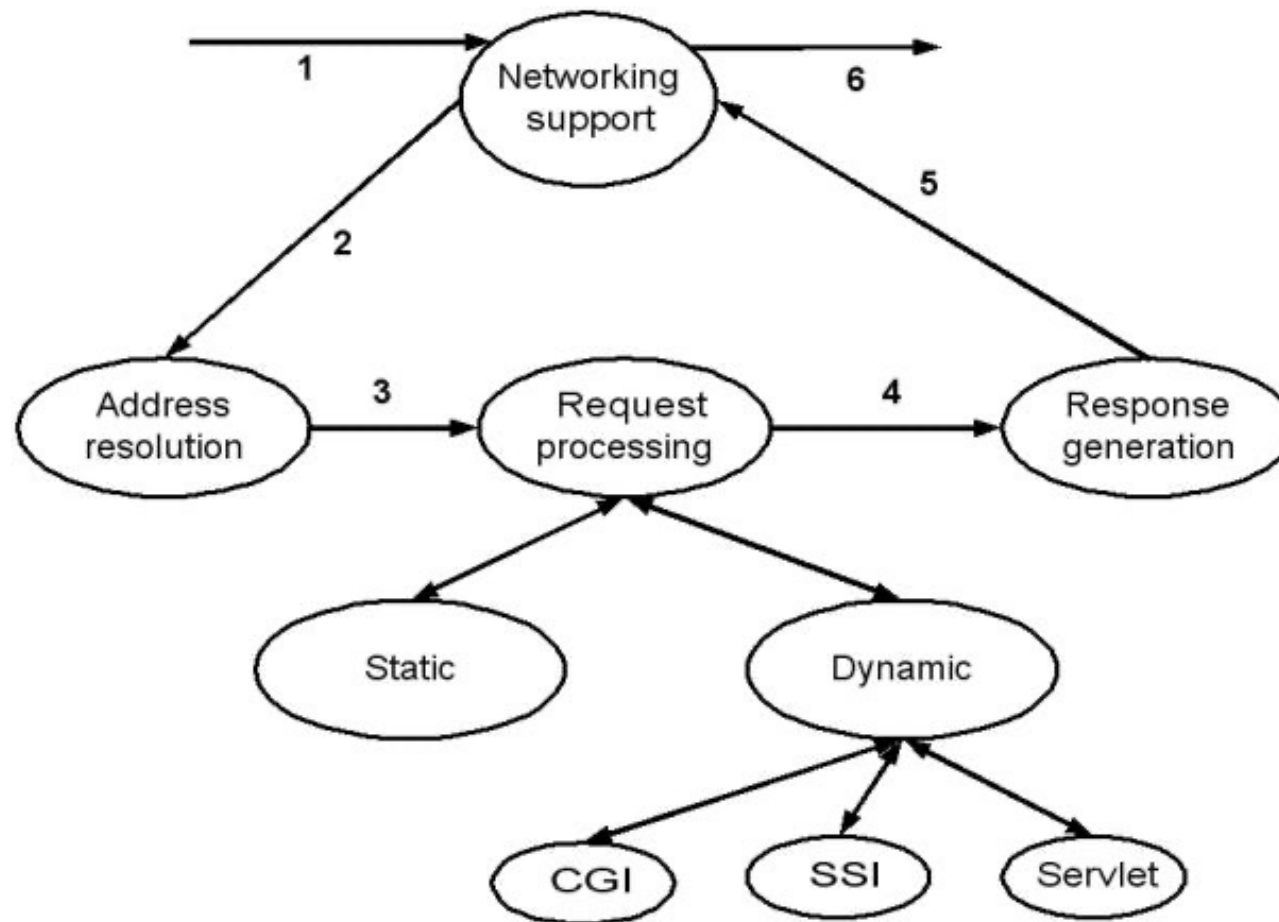 1
6
Networking
support
5
2
Address
resolution
3
Request
processing
4
Response
generation
Static
Dynamic
CGI
SSI
Servlet